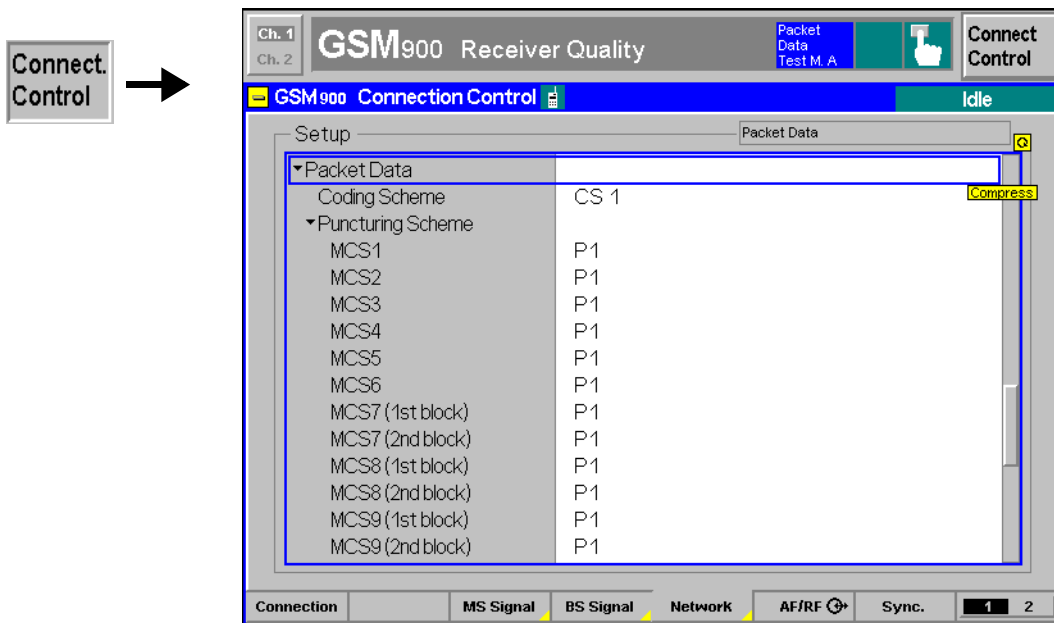 Connect.
Control
Ch. 1
Ch. 2
GSM900 Receiver Quality
Packet
Data
Test M. A
Connect
Control
GSM900 Connection Control
Idle
Setup
Packet Data
Packet Data
Compress
Coding Scheme CS 1
Puncturing Scheme
MCS1 P1
MCS2 P1
MCS3 P1
MCS4 P1
MCS5 P1
MCS6 P1
MCS7 (1st block) P1
MCS7 (2nd block) P1
MCS8 (1st block) P1
MCS8 (2nd block) P1
MCS9 (1st block) P1
MCS9 (2nd block) P1
Connection MS Signal BS Signal Network AF/RF Sync. 1 2